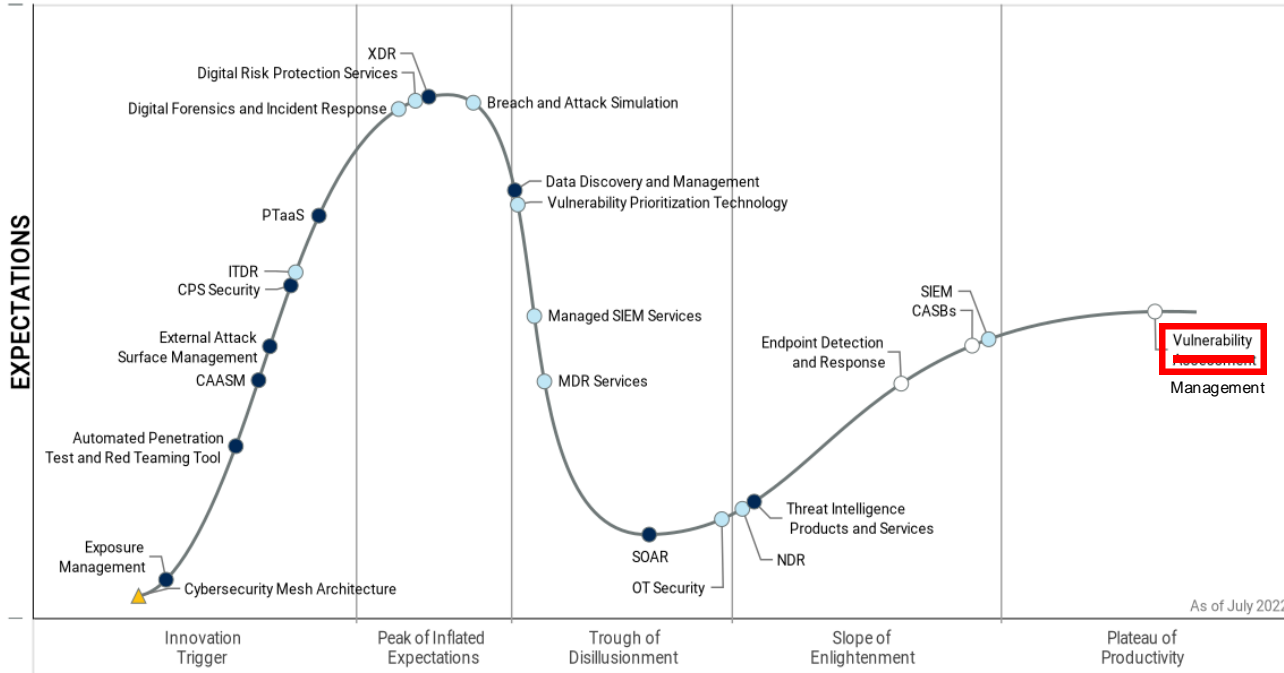 EXPECTATIONS
XDR
Digital Risk Protection Services
Digital Forensics and Incident Response
Breach and Attack Simulation
Data Discovery and Management
Vulnerability Prioritization Technology
PTaaS
ITDR
CPS Security
External Attack
Surface Management
CAASM
Automated Penetration
Test and Red Teaming Tool
Exposure
Management
Cybersecurity Mesh Architecture
Managed SIEM Services
MDR Services
SOAR
OT Security
NDR
Threat Intelligence
Products and Services
Endpoint Detection
and Response
SIEM
CASBs
Vulnerability
Assessment
Management
As of July 2022
Innovation
Trigger
Peak of Inflated
Expectations
Trough of
Disillusionment
Slope of
Enlightenment
Plateau of
Productivity